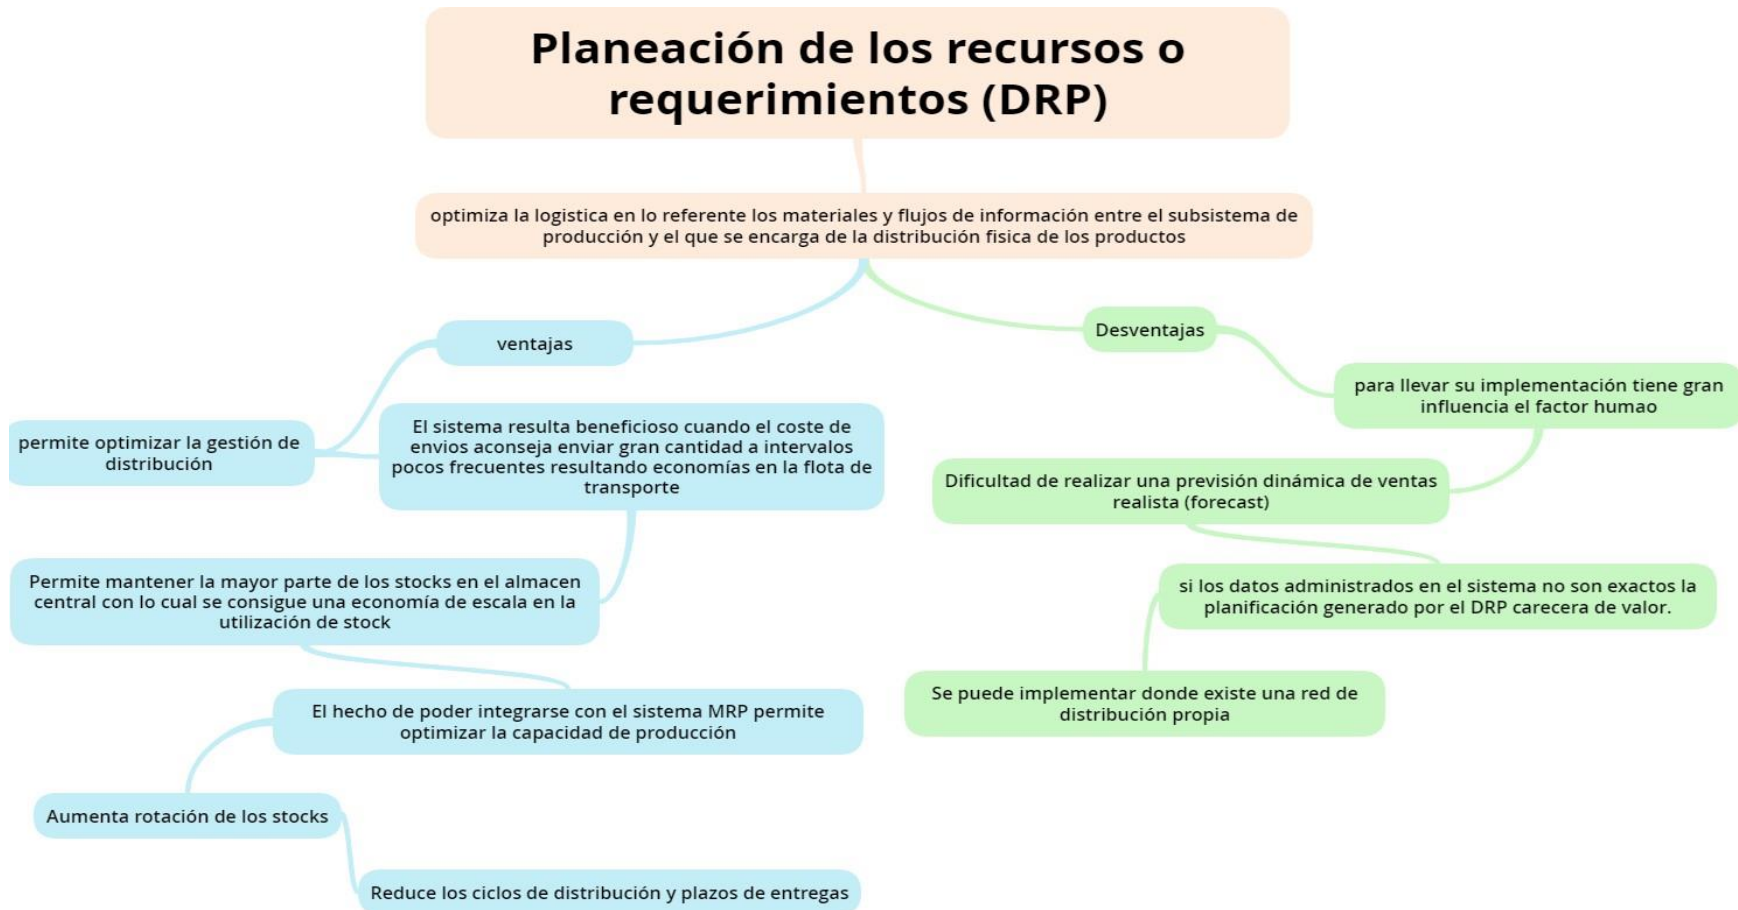 Planeación de los recursos o
requerimientos (DRP)
optimiza la logistica en lo referente los materiales y flujos de información entre el subsistema de
producción y el que se encarga de la distribución fisica de los productos
ventajas
permite optimizar la gestión de
distribución
El sistema resulta beneficioso cuando el coste de
envios aconseja enviar gran cantidad a intervalos
pocos frecuentes resultando economías en la flota de
transporte
Permite mantener la mayor parte de los stocks en el almacen
central con lo cual se consigue una economía de escala en la
utilización de stock
El hecho de poder integrarse con el sistema MRP permite
optimizar la capacidad de producción
Aumenta rotación de los stocks
Reduce los ciclos de distribución y plazos de entregas
Desventajas
para llevar su implementación tiene gran
influencia el factor humao
Dificultad de realizar una previsión dinámica de ventas
realista (forecast)
si los datos administrados en el sistema no son exactos la
planificación generado por el DRP carecera de valor.
Se puede implementar donde existe una red de
distribución propia